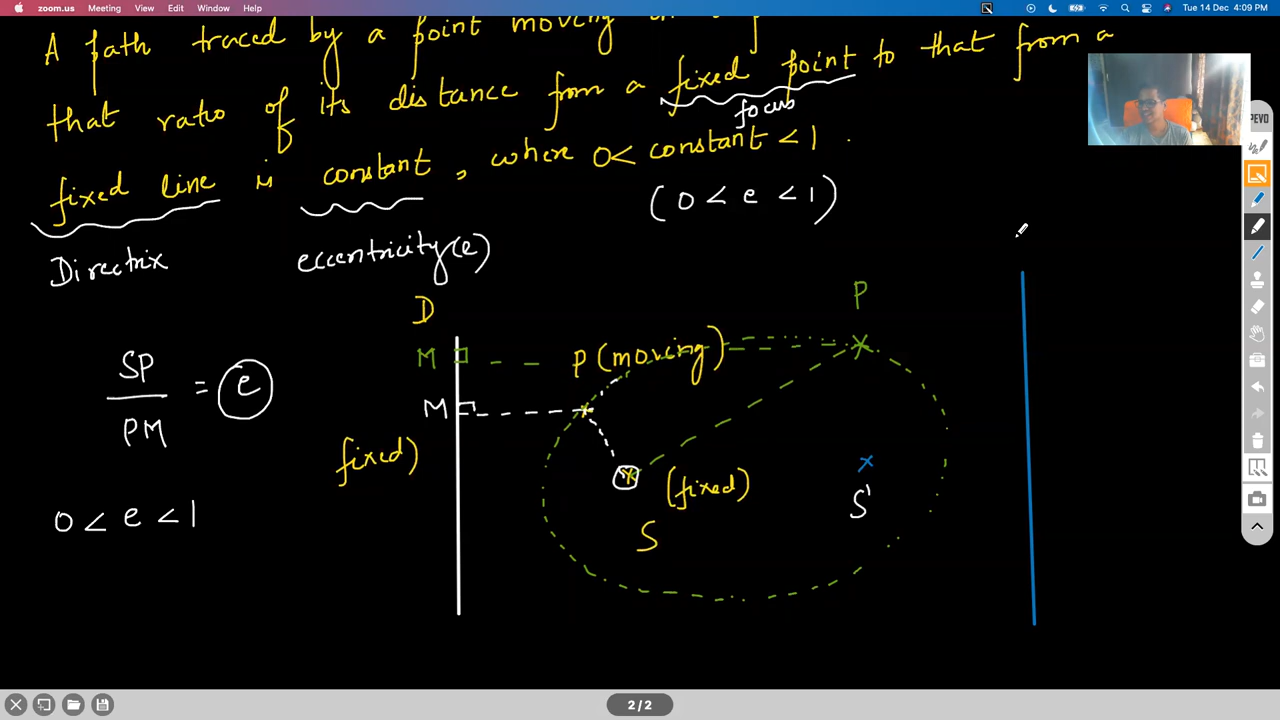 zoom.us Meeting View Edit Window Help Tue 14 Dec 4:09 PM
A path traced by a point moving in
that ratio of its distance from a fixed point to that from a
focus
fixed line is constant, where 0 < constant < 1.
(0 < e < 1)
Directrix eccentricity(e)
D
P
M P (moving)
SP
PM
= e
M
fixed)
(fixed)
S'
S
0 < e < 1
2/2